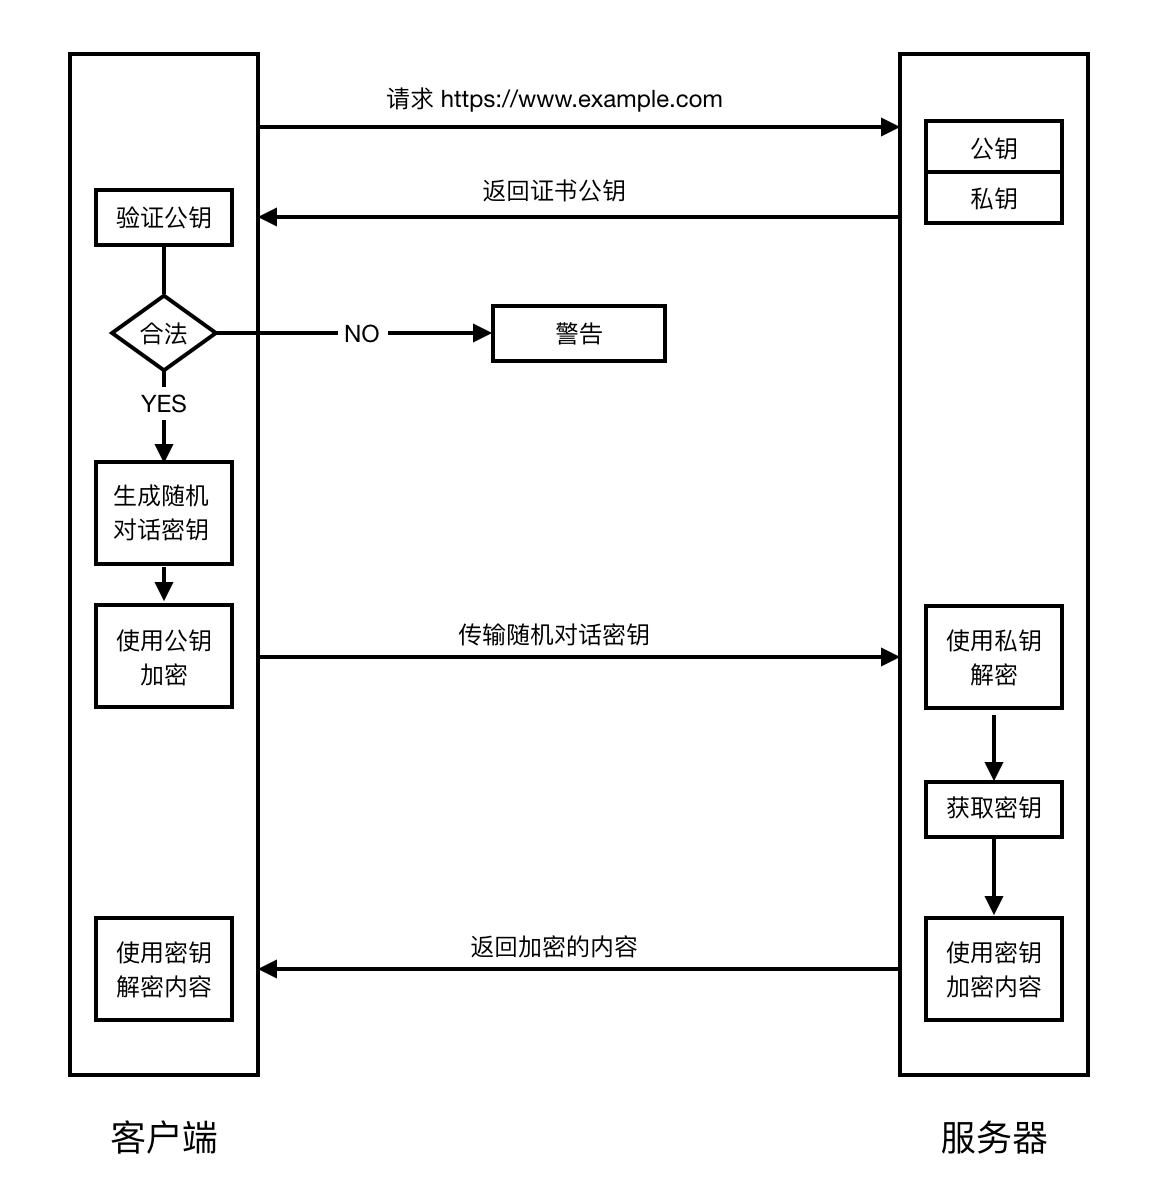 请求 https://www.example.com
公钥
私钥
返回证书公钥
验证公钥
合法
NO
警告
YES
生成随机
对话密钥
使用公钥
加密
传输随机对话密钥
使用私钥
解密
获取密钥
使用密钥
解密内容
返回加密的内容
使用密钥
加密内容
客户端
服务器